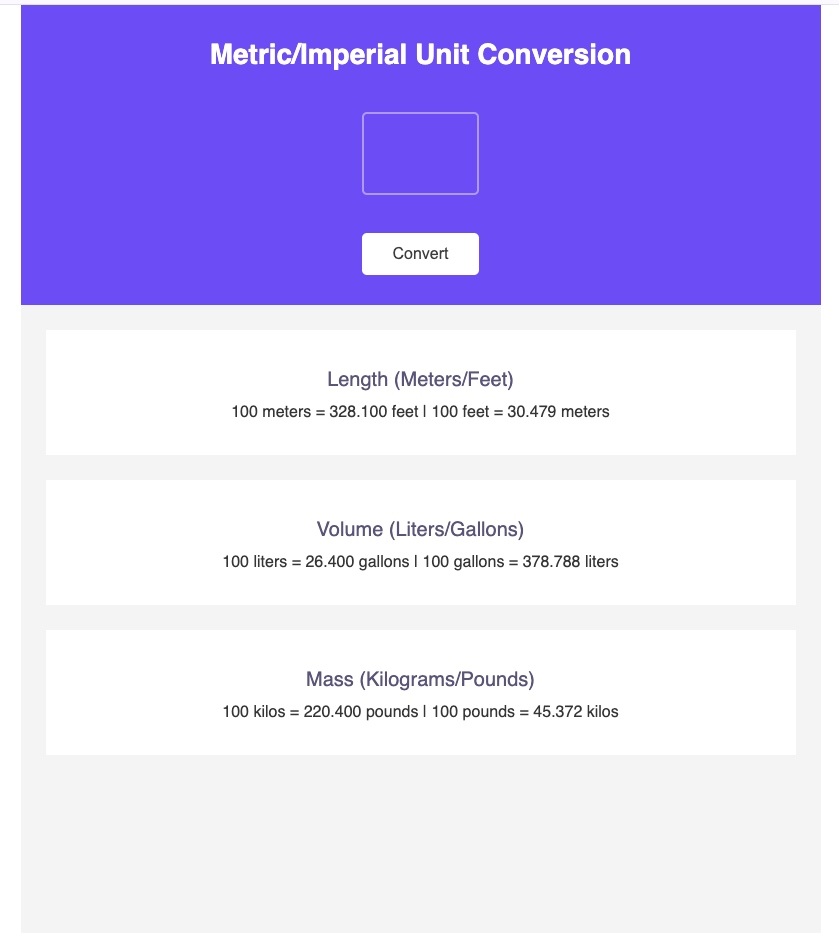 Metric/Imperial Unit Conversion
Convert
Length (Meters/Feet)
100 meters = 328.100 feet | 100 feet = 30.479 meters
Volume (Liters/Gallons)
100 liters = 26.400 gallons | 100 gallons = 378.788 liters
Mass (Kilograms/Pounds)
100 kilos = 220.400 pounds | 100 pounds = 45.372 kilos